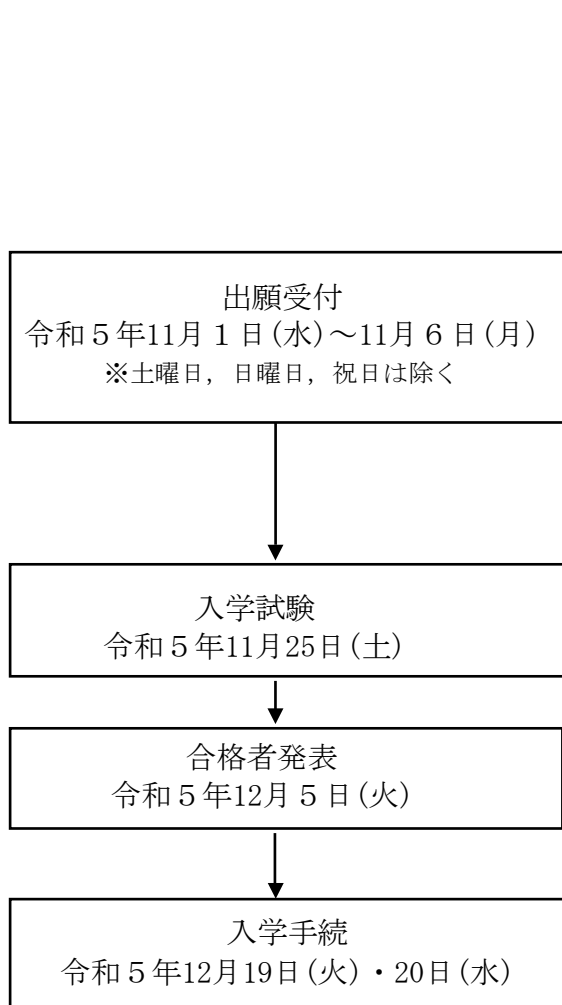 出願受付
令和５年11月１日(水)～11月６日(月)
※土曜日，日曜日，祝日は除く
入学試験
令和５年11月25日(土)
合格者発表
令和５年12月５日(火)
入学手続
令和５年12月19日(火)・20日(水)